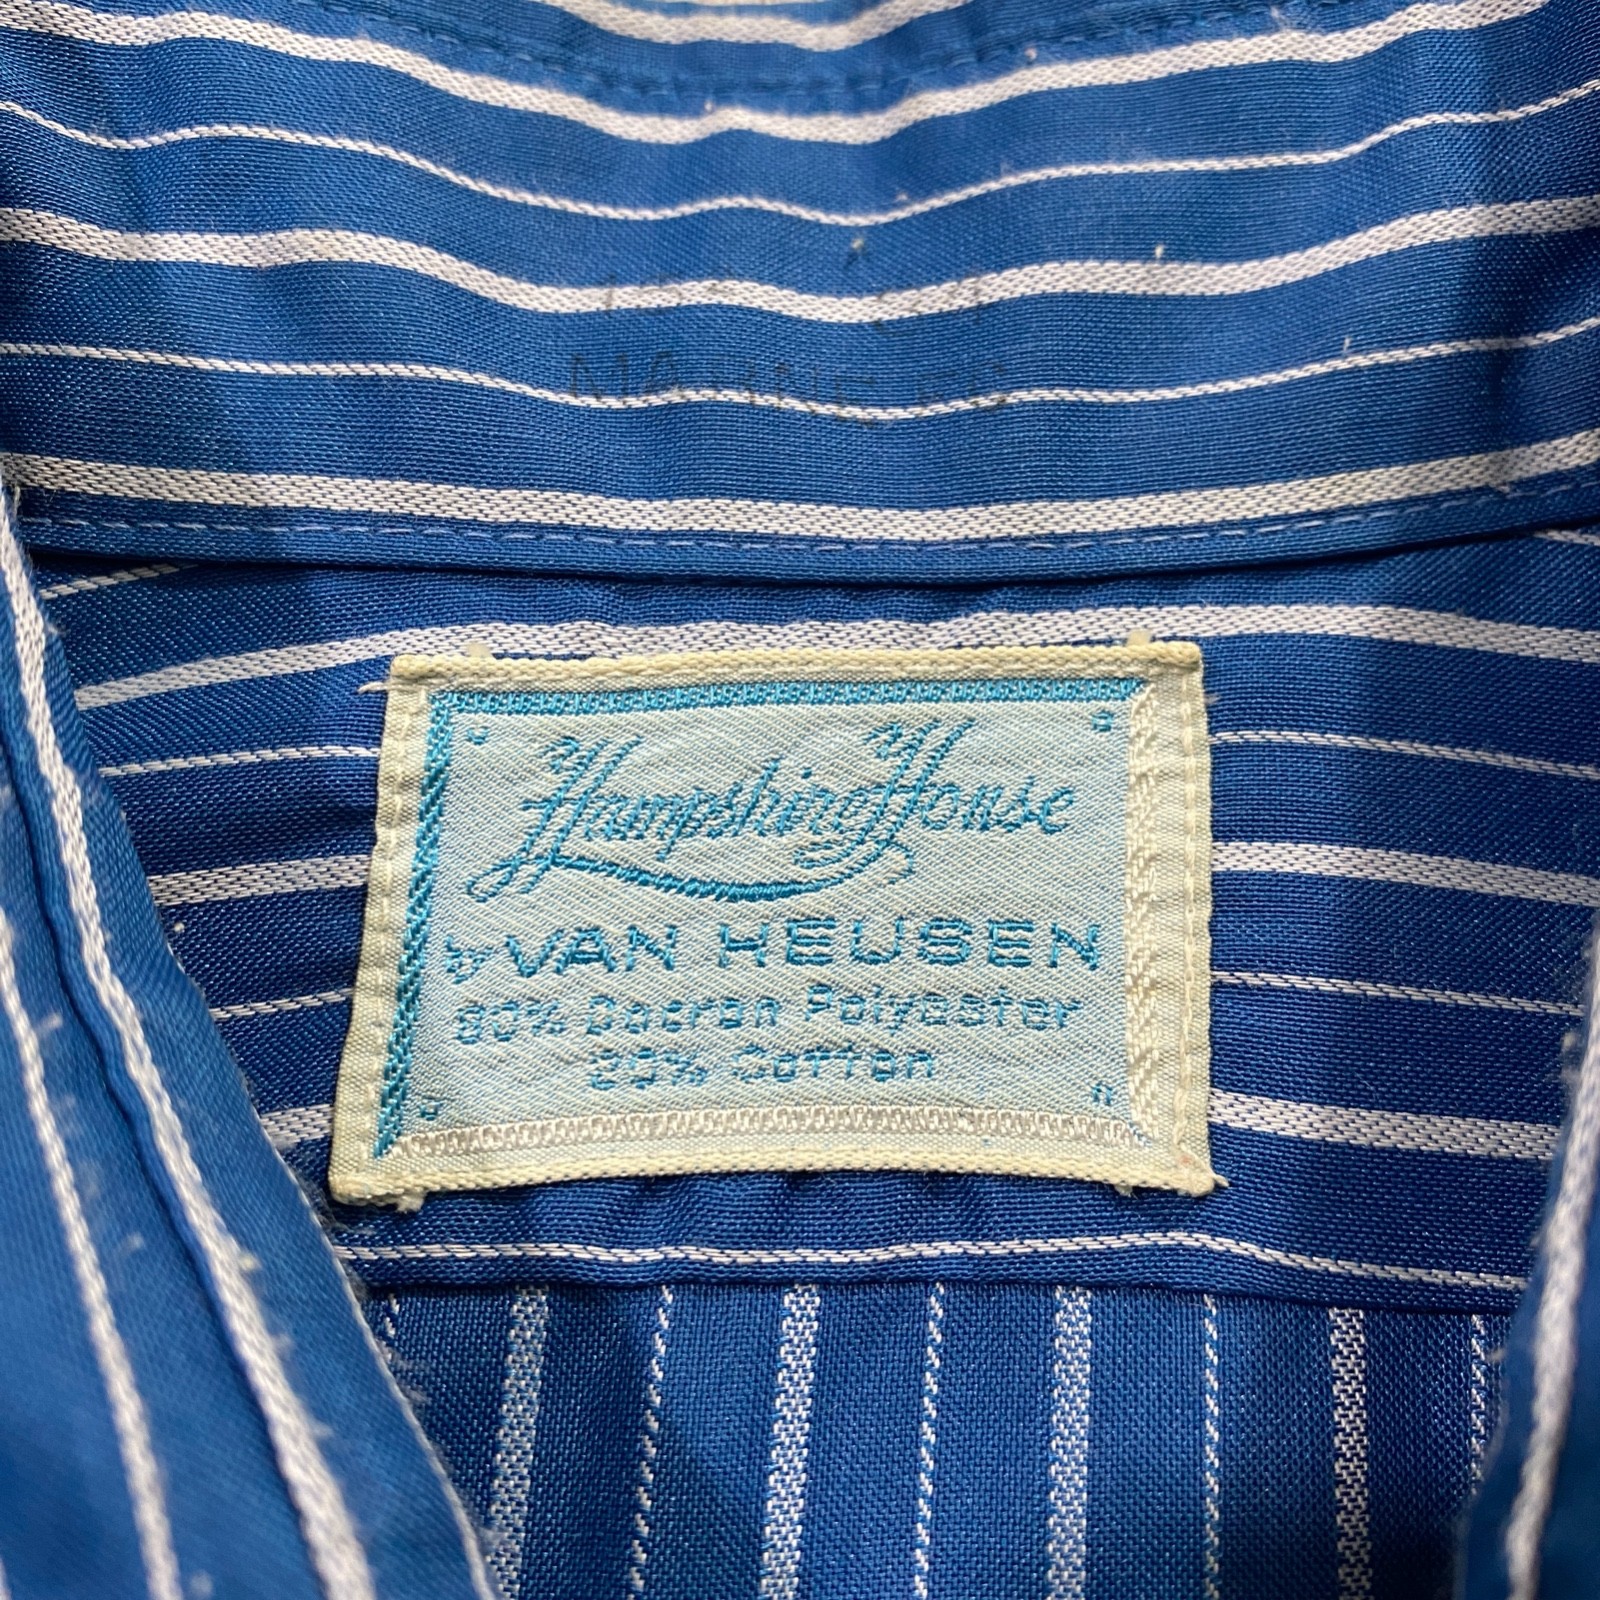 Hampshire House
by VAN HEUSEN
80% Dacron Polyester
20% Cotton